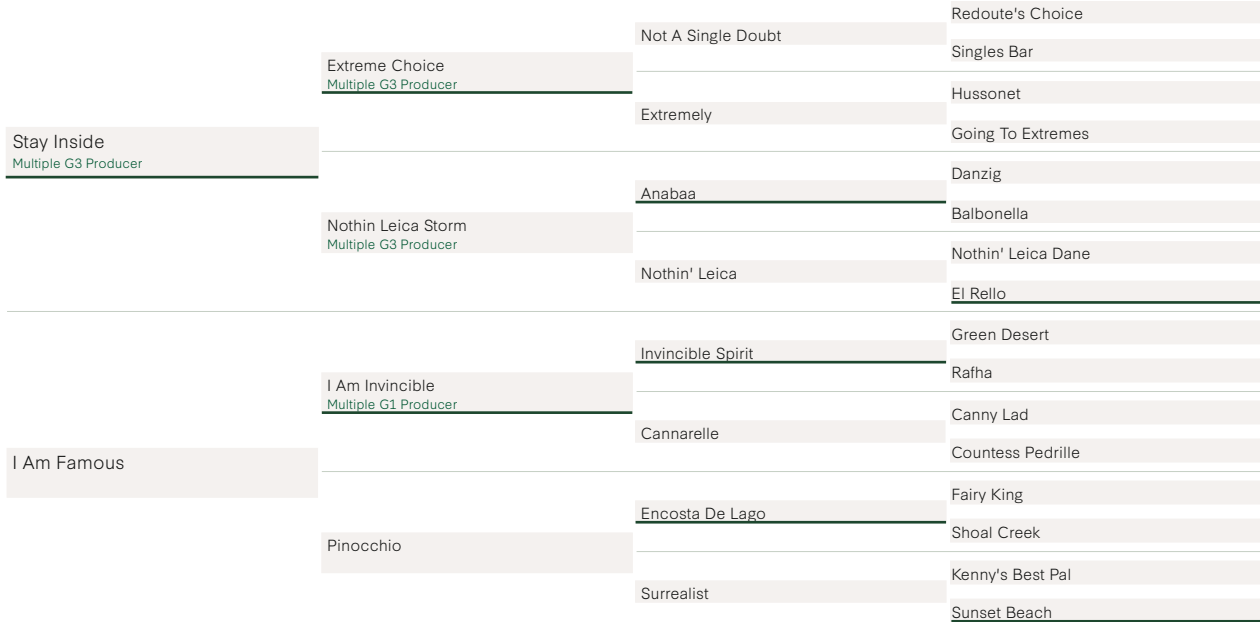 Stay Inside
Multiple G3 Producer
I Am Famous
Extreme Choice
Multiple G3 Producer
Nothin Leica Storm
Multiple G3 Producer
I Am Invincible
Multiple G1 Producer
Pinocchio
Not A Single Doubt
Extremely
Anabaa
Nothin' Leica
Invincible Spirit
Cannarelle
Encosta De Lago
Surrealist
Redoute's Choice
Singles Bar
Hussonet
Going To Extremes
Danzig
Balbonella
Nothin' Leica Dane
El Rello
Green Desert
Rafha
Canny Lad
Countess Pedrille
Fairy King
Shoal Creek
Kenny's Best Pal
Sunset Beach